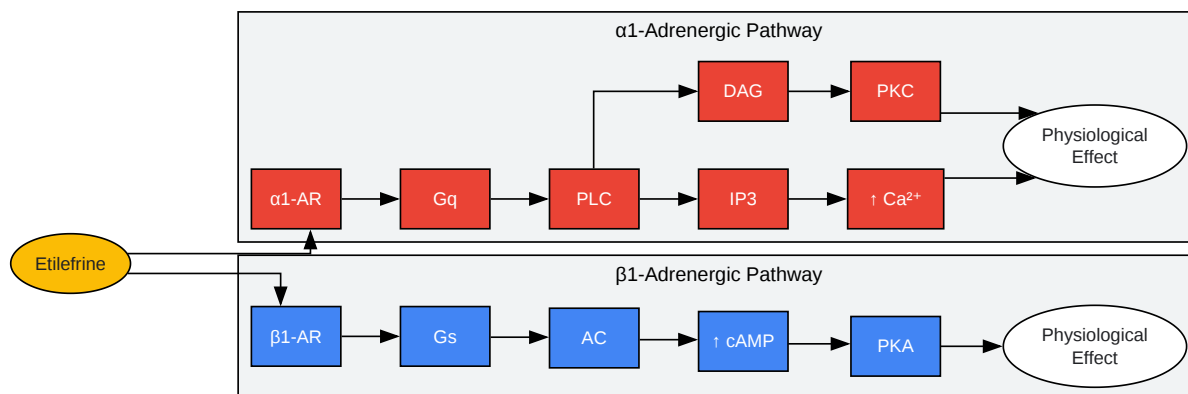 α1-Adrenergic Pathway
DAG
PKC
Physiological
Effect
α1-AR
Gq
PLC
IP3
↑ Ca²⁺
Etilefrine
β1-Adrenergic Pathway
β1-AR
Gs
AC
↑ cAMP
PKA
Physiological
Effect